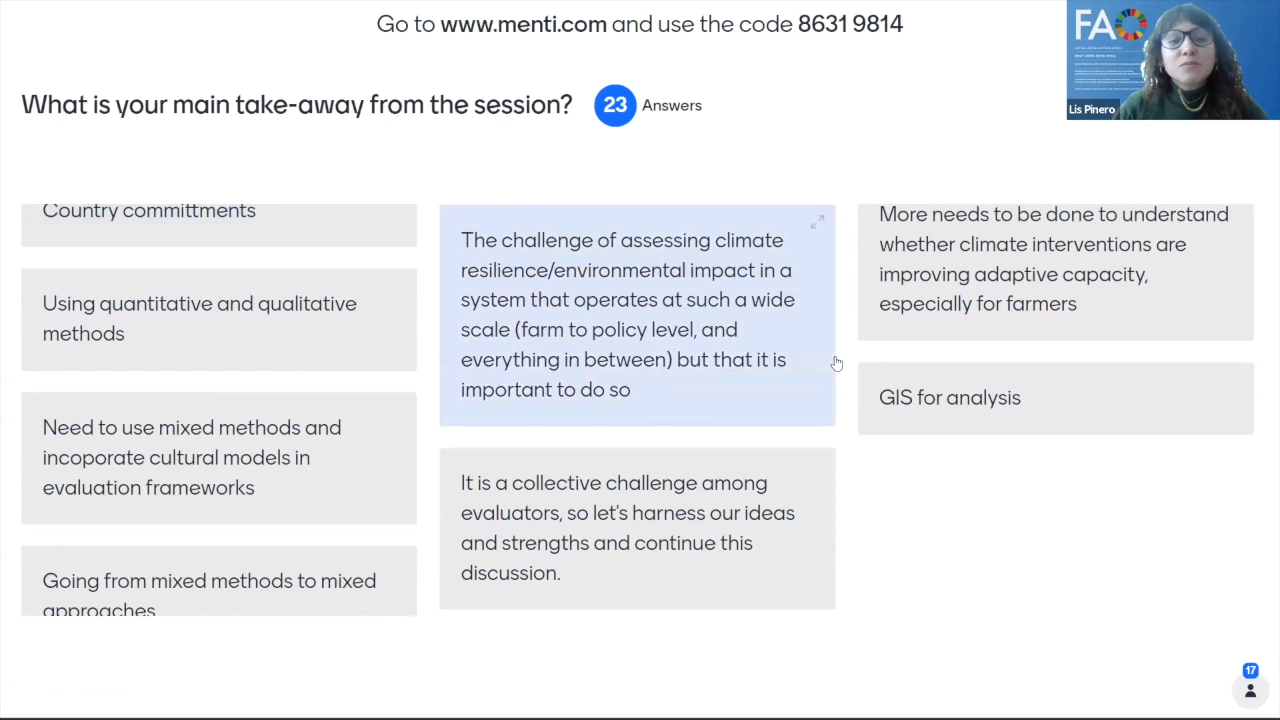 Go to www.menti.com and use the code 8631 9814
FAO
Lis Pinero
What is your main take-away from the session?
23 Answers
Country committments
Using quantitative and qualitative
methods
Need to use mixed methods and
incoporate cultural models in
evaluation frameworks
Going from mixed methods to mixed
approaches
The challenge of assessing climate
resilience/environmental impact in a
system that operates at such a wide
scale (farm to policy level, and
everything in between) but that it is
important to do so
It is a collective challenge among
evaluators, so let's harness our ideas
and strengths and continue this
discussion.
More needs to be done to understand
whether climate interventions are
improving adaptive capacity,
especially for farmers
GIS for analysis
17